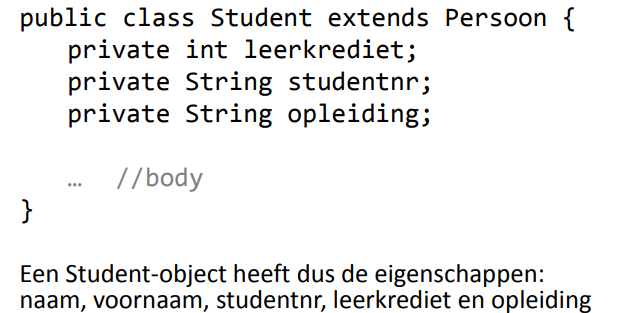 public class Student extends Persoon {
private int leerkrediet;
private String studentnr;
private String opleiding;
… //body
}
Een Student-object heeft dus de eigenschappen:
naam, voornaam, studentnr, leerkrediet en opleiding